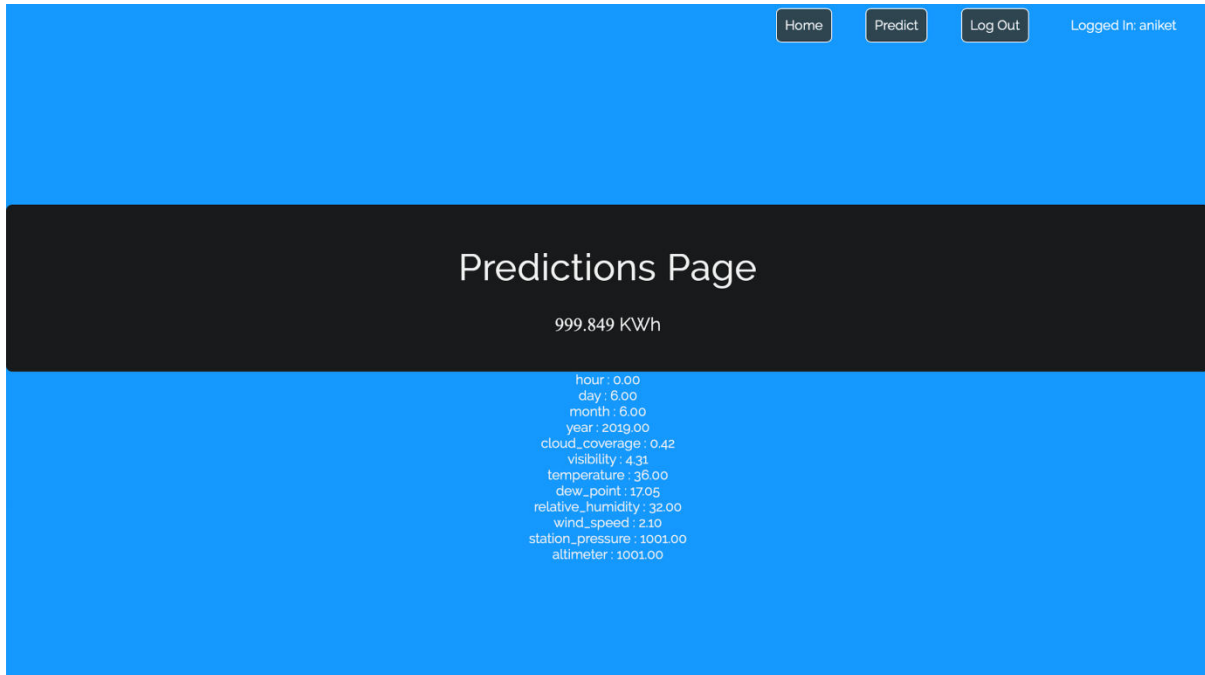 Home Predict Log Out Logged In: aniket
Predictions Page
999.849 KWh
hour : 0.00
day : 6.00
month : 6.00
year : 2019.00
cloud_coverage : 0.42
visibility : 4.31
temperature : 36.00
dew_point : 17.05
relative_humidity : 32.00
wind_speed : 2.10
station_pressure : 1001.00
altimeter : 1001.00